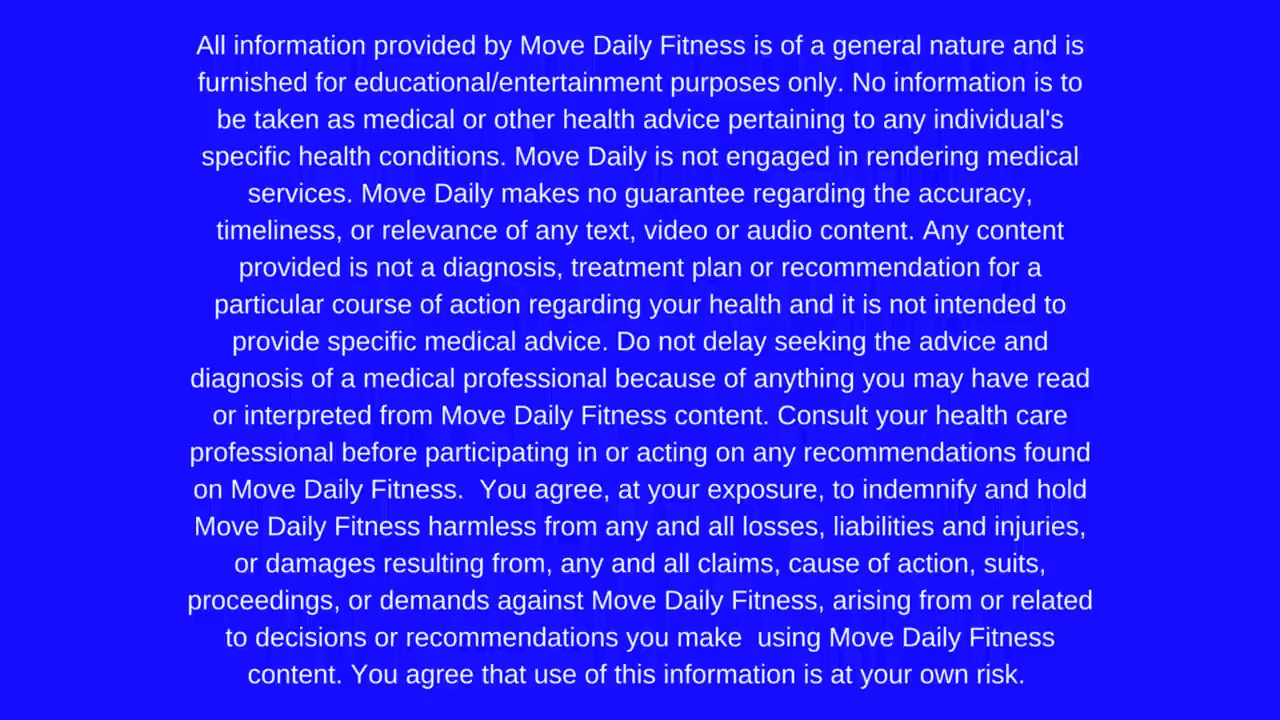 All information provided by Move Daily Fitness is of a general nature and is
furnished for educational/entertainment purposes only. No information is to
be taken as medical or other health advice pertaining to any individual's
specific health conditions. Move Daily is not engaged in rendering medical
services. Move Daily makes no guarantee regarding the accuracy,
timeliness, or relevance of any text, video or audio content. Any content
provided is not a diagnosis, treatment plan or recommendation for a
particular course of action regarding your health and it is not intended to
provide specific medical advice. Do not delay seeking the advice and
diagnosis of a medical professional because of anything you may have read
or interpreted from Move Daily Fitness content. Consult your health care
professional before participating in or acting on any recommendations found
on Move Daily Fitness.  You agree, at your exposure, to indemnify and hold
Move Daily Fitness harmless from any and all losses, liabilities and injuries,
or damages resulting from, any and all claims, cause of action, suits,
proceedings, or demands against Move Daily Fitness, arising from or related
to decisions or recommendations you make  using Move Daily Fitness
content. You agree that use of this information is at your own risk.